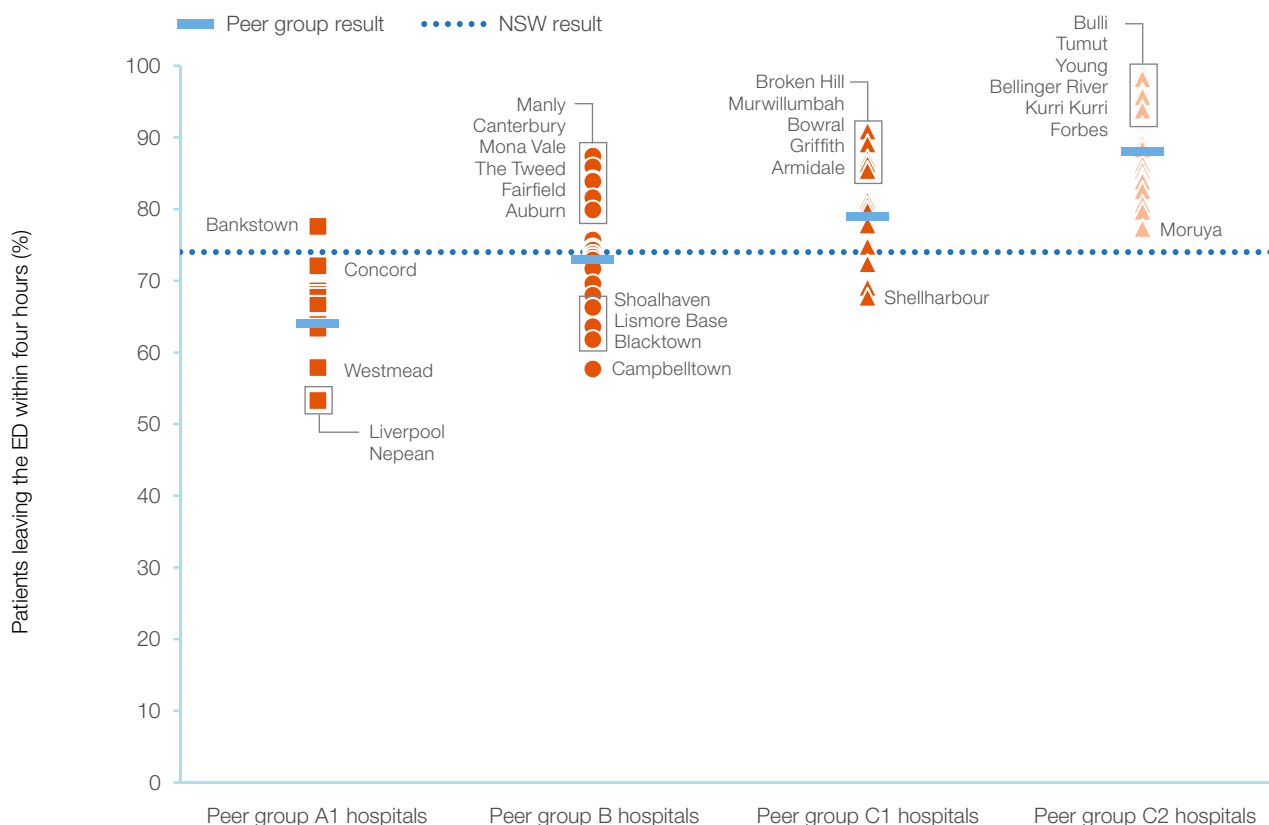 Peer group result
NSW result
Patients leaving the ED within four hours (%)
100
90
80
70
60
50
40
30
20
10
0
Bankstown
Concord
Westmead
Liverpool
Nepean
Manly
Canterbury
Mona Vale
The Tweed
Fairfield
Auburn
Shoalhaven
Lismore Base
Blacktown
Campbelltown
Broken Hill
Murwillumbah
Bowral
Griffith
Armidale
Shellharbour
Bulli
Tumut
Young
Bellinger River
Kurri Kurri
Forbes
Moruya
Peer group A1 hospitals
Peer group B hospitals
Peer group C1 hospitals
Peer group C2 hospitals